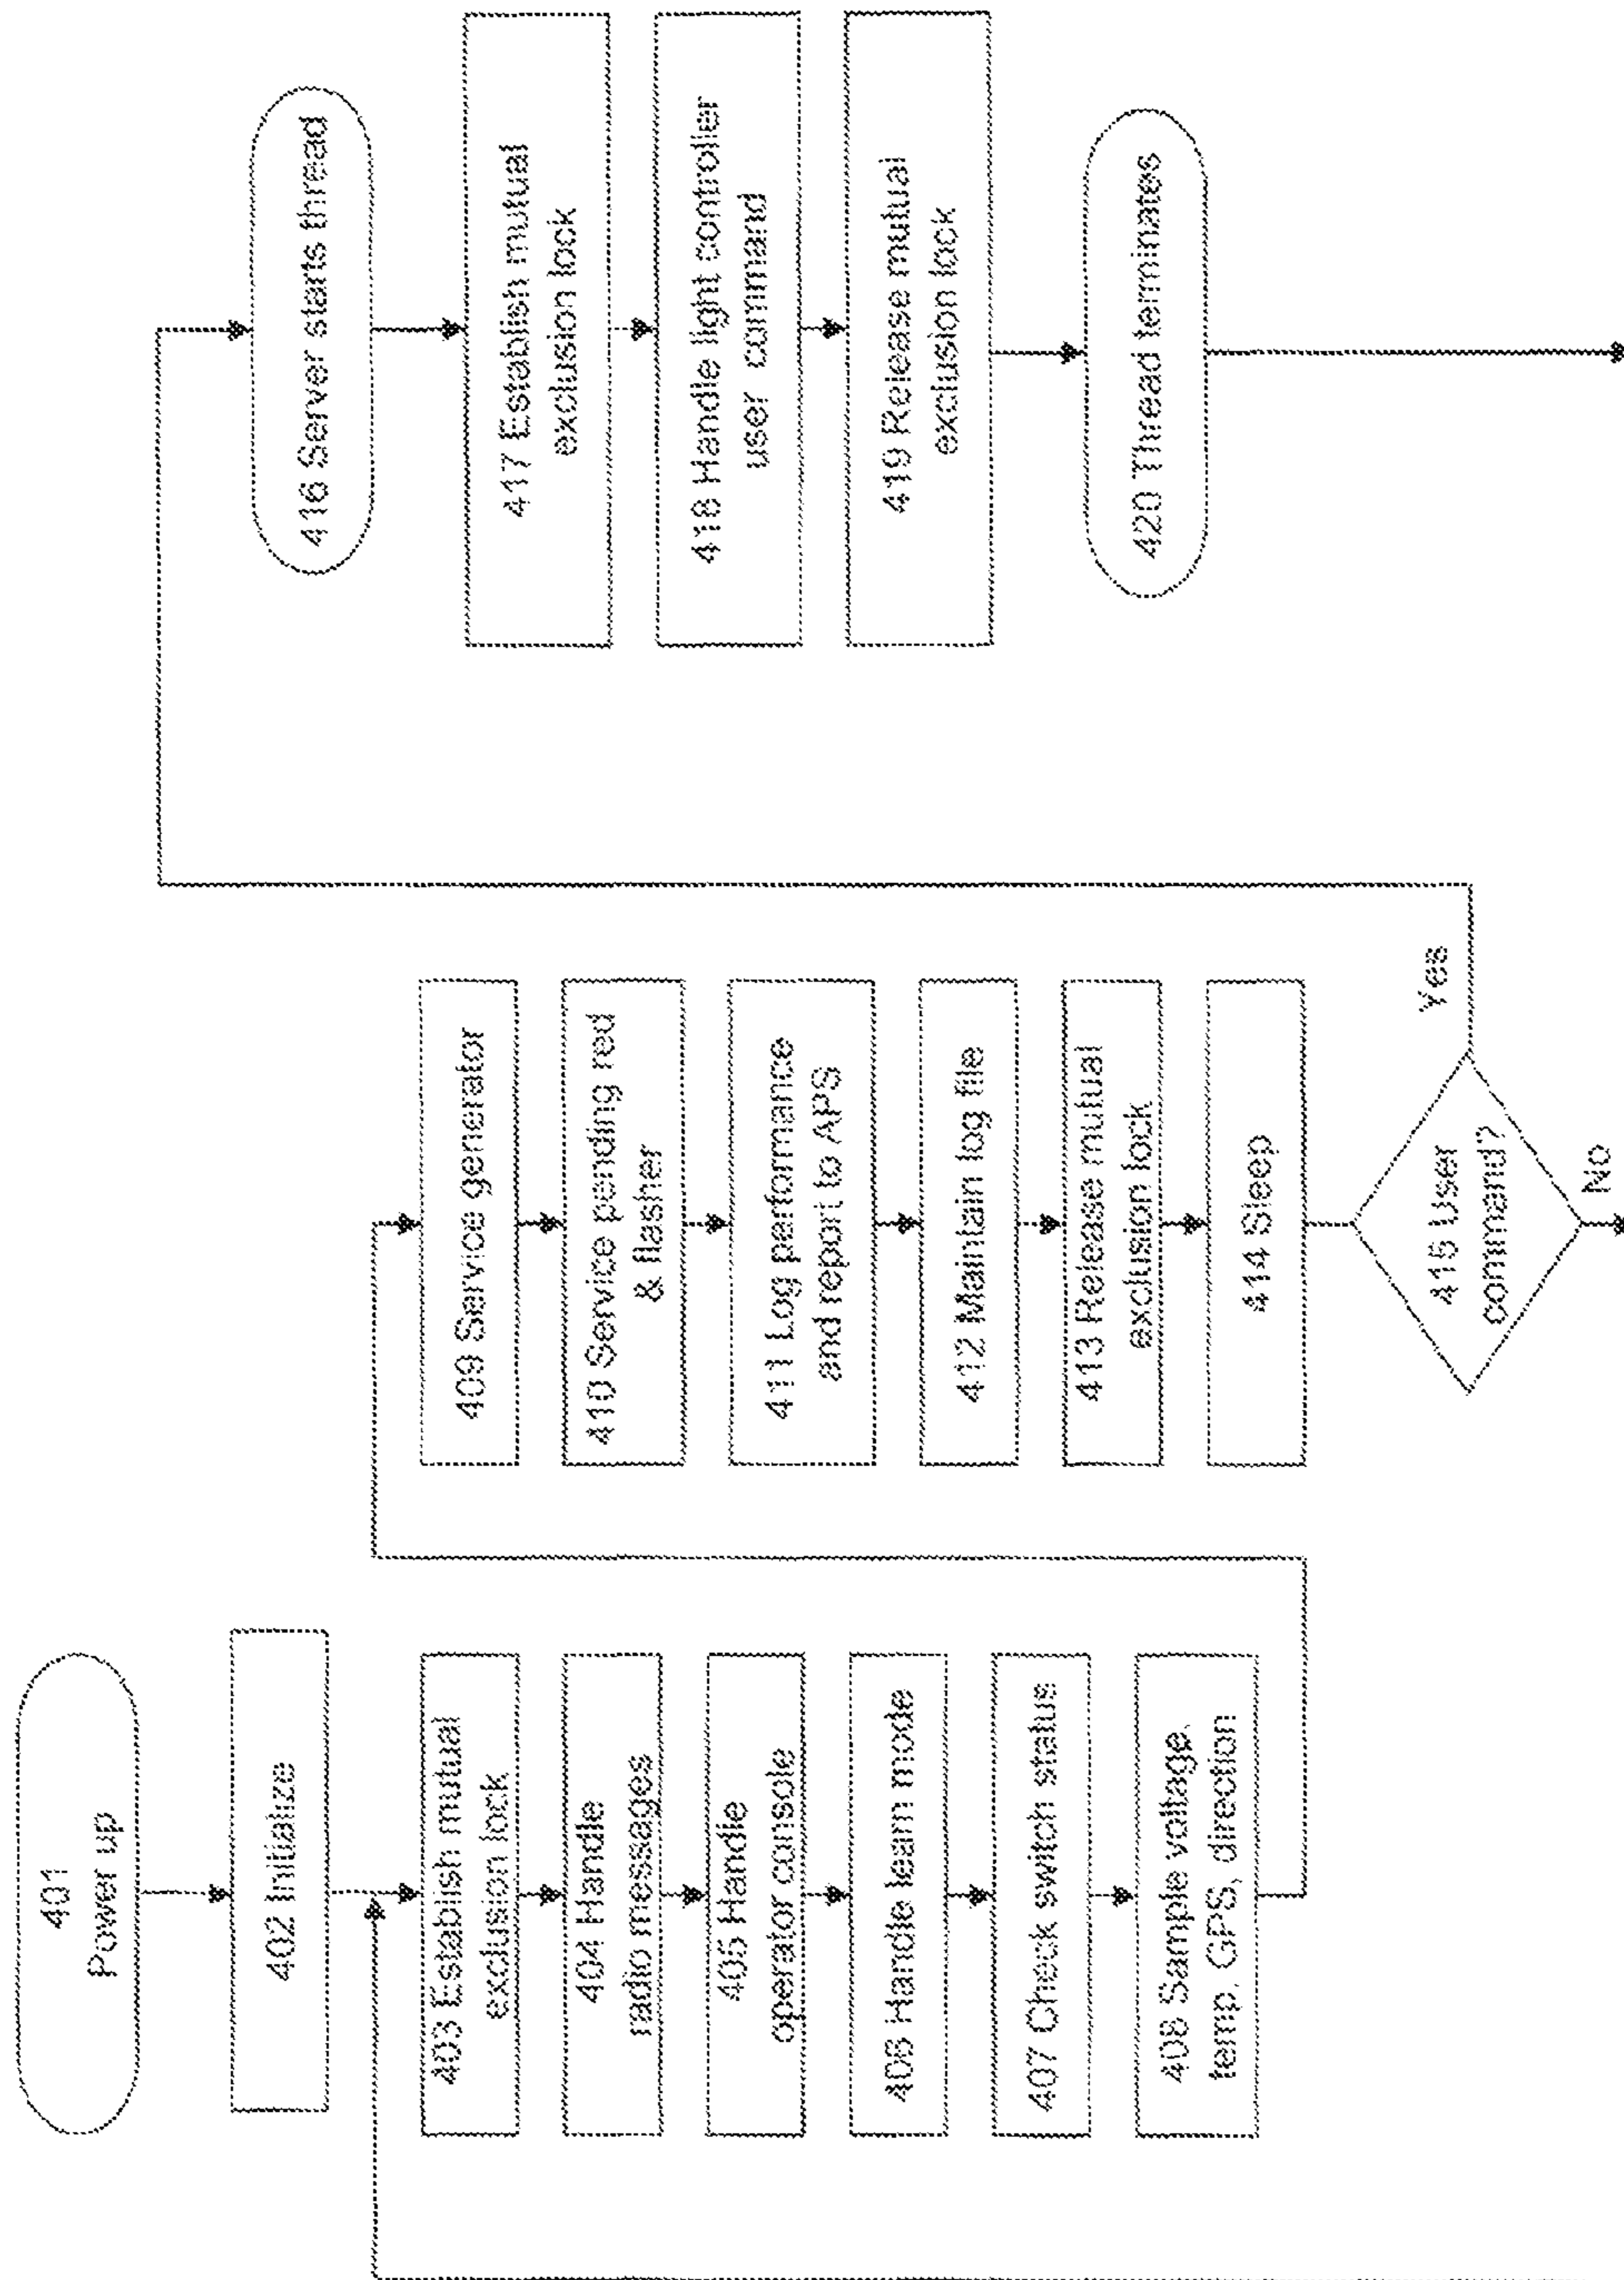 401
Power up
402 Initialize
403 Establish mutual
exclusion lock
404 Handle
radio messages
405 Handle
operator console
406 Handle learn mode
407 Check switch status
408 Sample voltage,
temp, GPS, direction
409 Service generator
410 Service pending red
& flasher
411 Log performance
and report to APS
412 Maintain log file
413 Release mutual
exclusion lock
414 Sleep
415 User
command?
Yes
No
416 Server starts thread
417 Establish mutual
exclusion lock
418 Handle light controller
user command
419 Release mutual
exclusion lock
420 Thread terminates